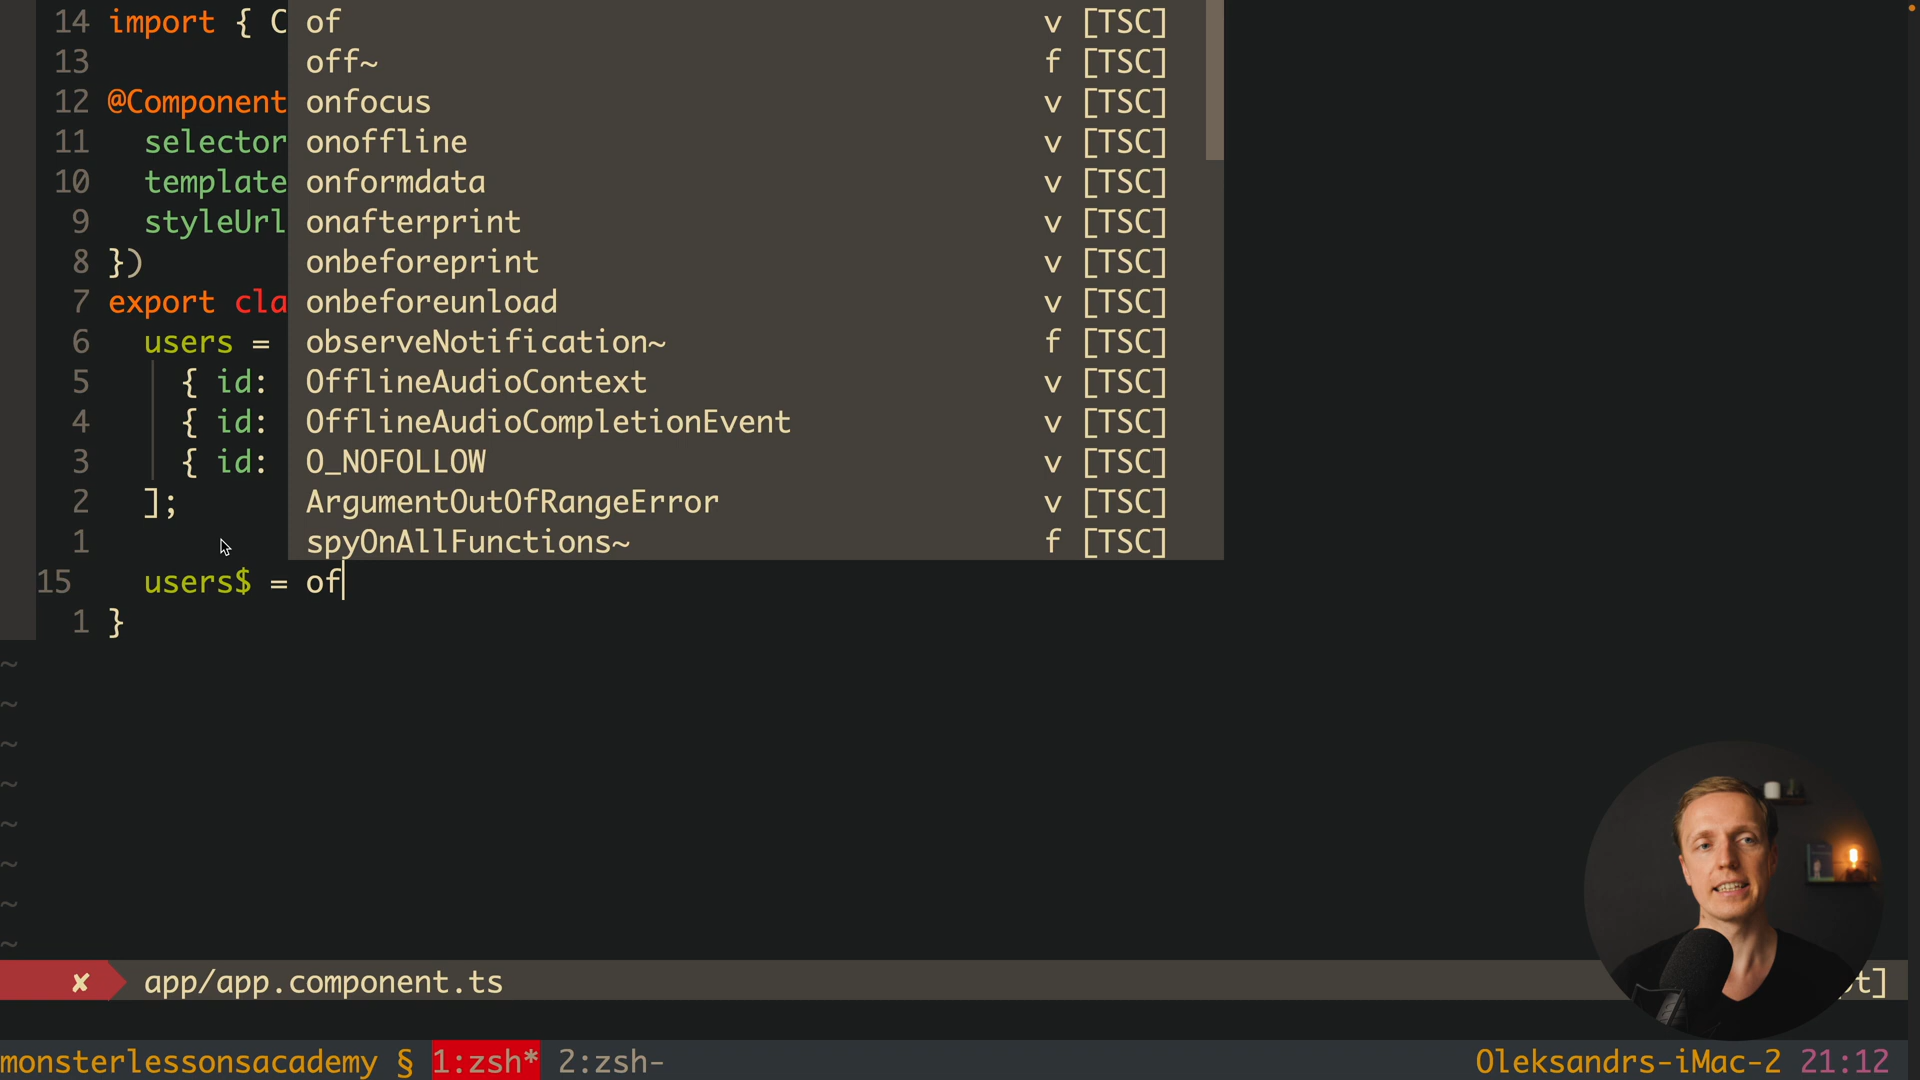 14 import { C of v [TSC]
13 off~ f [TSC]
12 @Component onfocus v [TSC]
11 selector onoffline v [TSC]
10 template onformdata v [TSC]
9 styleUrl onafterprint v [TSC]
8 }) onbeforeprint v [TSC]
7 export cla onbeforeunload v [TSC]
6 users = observeNotification~ f [TSC]
5 { id: OfflineAudioContext v [TSC]
4 { id: OfflineAudioCompletionEvent v [TSC]
3 { id: O_NOFOLLOW v [TSC]
2 ]; ArgumentOutOfRangeError v [TSC]
1 spyOnAllFunctions~ f [TSC]
15 users$ = of
1 }
~
~
~
~
~
~
~
~
✘ app/app.component.ts t]
monsterlessonsacademy § 1:zsh* 2:zsh- Oleksandrs-iMac-2 21:12